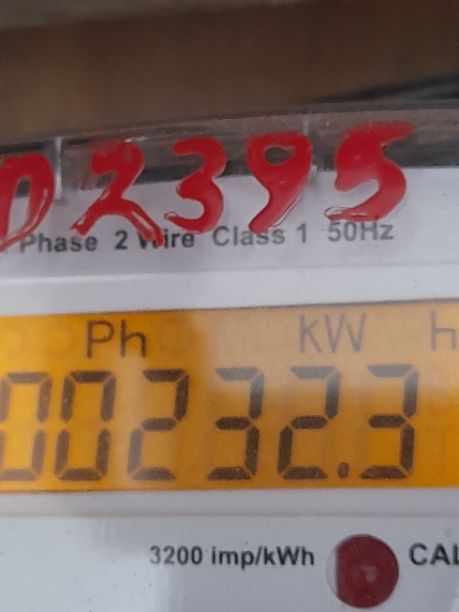 D2395
Phase 2 Wire Class 1 50Hz
Ph kW h
00232.3
3200 imp/kWh CAL